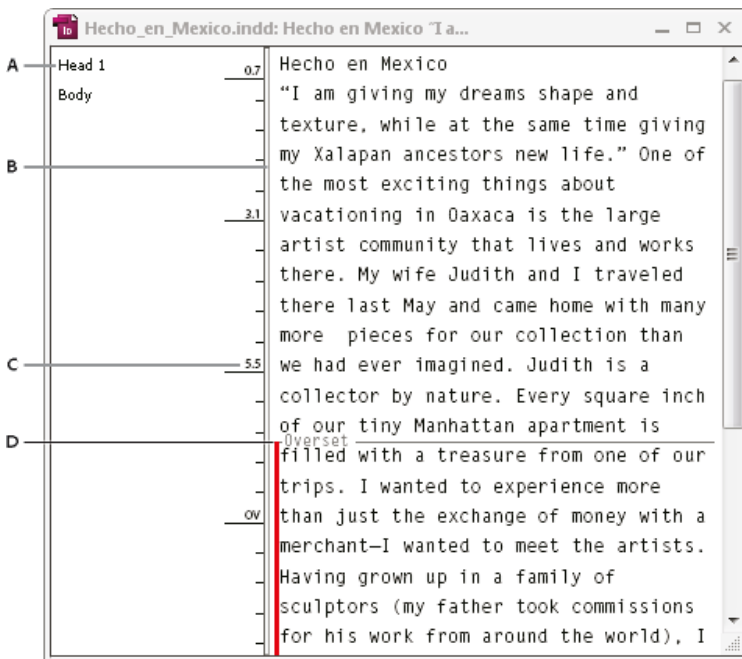 Hecho_en_Mexico.indd: Hecho en Mexico “I a...
A
Head 1
0.7
Hecho en Mexico
Body
“I am giving my dreams shape and
texture, while at the same time giving
B
my Xalapan ancestors new life.” One of
the most exciting things about
3.1
vacationing in Oaxaca is the large
artist community that lives and works
there. My wife Judith and I traveled
there last May and came home with many
more pieces for our collection than
C
5.5
we had ever imagined. Judith is a
collector by nature. Every square inch
of our tiny Manhattan apartment is
D
Overset
filled with a treasure from one of our
trips. I wanted to experience more
OV
than just the exchange of money with a
merchant—I wanted to meet the artists.
Having grown up in a family of
sculptors (my father took commissions
for his work from around the world), I